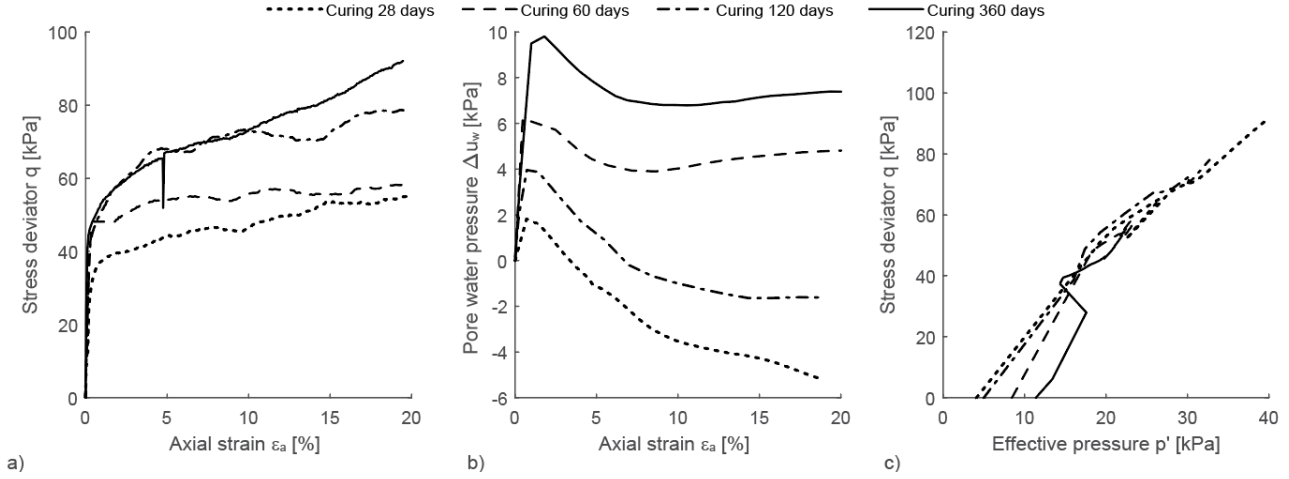 Curing 28 days
Curing 60 days
Curing 120 days
Curing 360 days
100
80
60
40
20
0
0
5
10
15
20
Stress deviator q [kPa]
Axial strain εₐ [%]
a)
10
8
6
4
2
0
-2
-4
-6
0
5
10
15
20
Pore water pressure Δu_w [kPa]
Axial strain εₐ [%]
b)
120
100
80
60
40
20
0
0
10
20
30
40
Stress deviator q [kPa]
Effective pressure p' [kPa]
c)